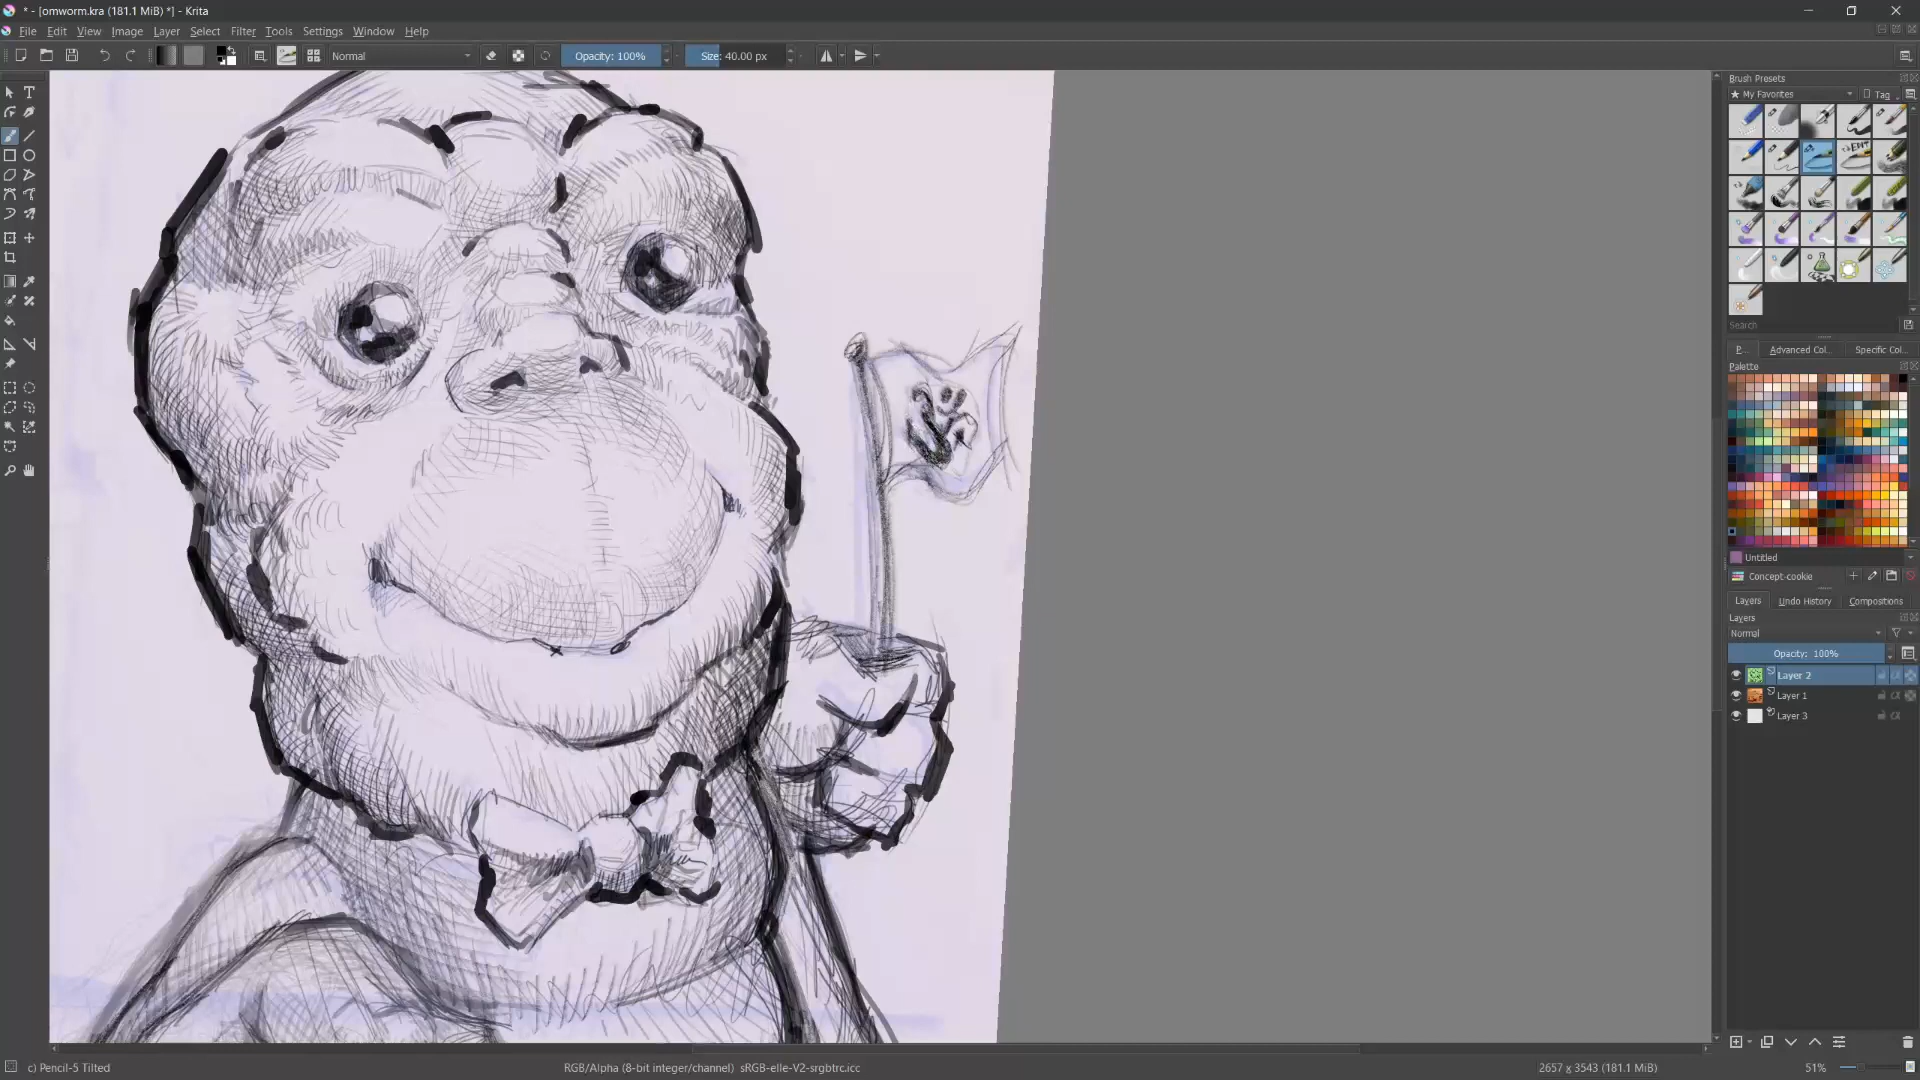 * - [omworm.kra (181.1 MiB) *] - Krita
File Edit View Image Layer Select Filter Tools Settings Window Help
Normal Opacity: 100% Size: 40.00 px
Brush Presets
★ My Favorites Tag
Search
P... Advanced Col... Specific Col...
Palette
Untitled
Concept-cookie
Layers Undo History Compositions
Layers
Normal
Opacity: 100%
Layer 2
Layer 1
Layer 3
c) Pencil-5 Tilted RGB/Alpha (8-bit integer/channel) sRGB-elle-V2-srgbtrc.icc 2657 x 3543 (181.1 MiB) 51%